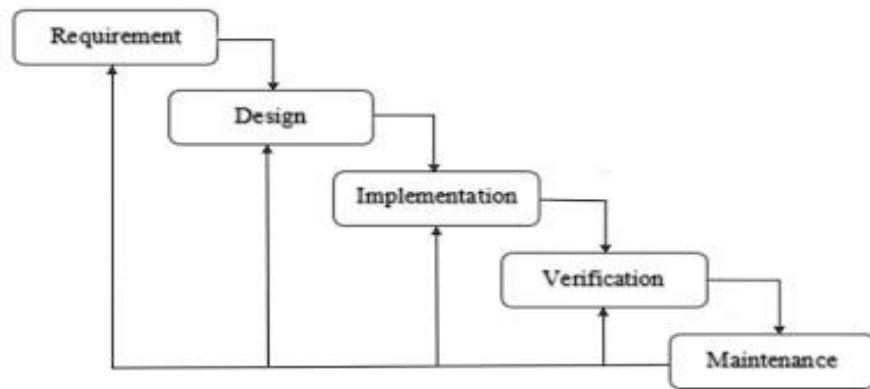 Requirement
Design
Implementation
Verification
Maintenance